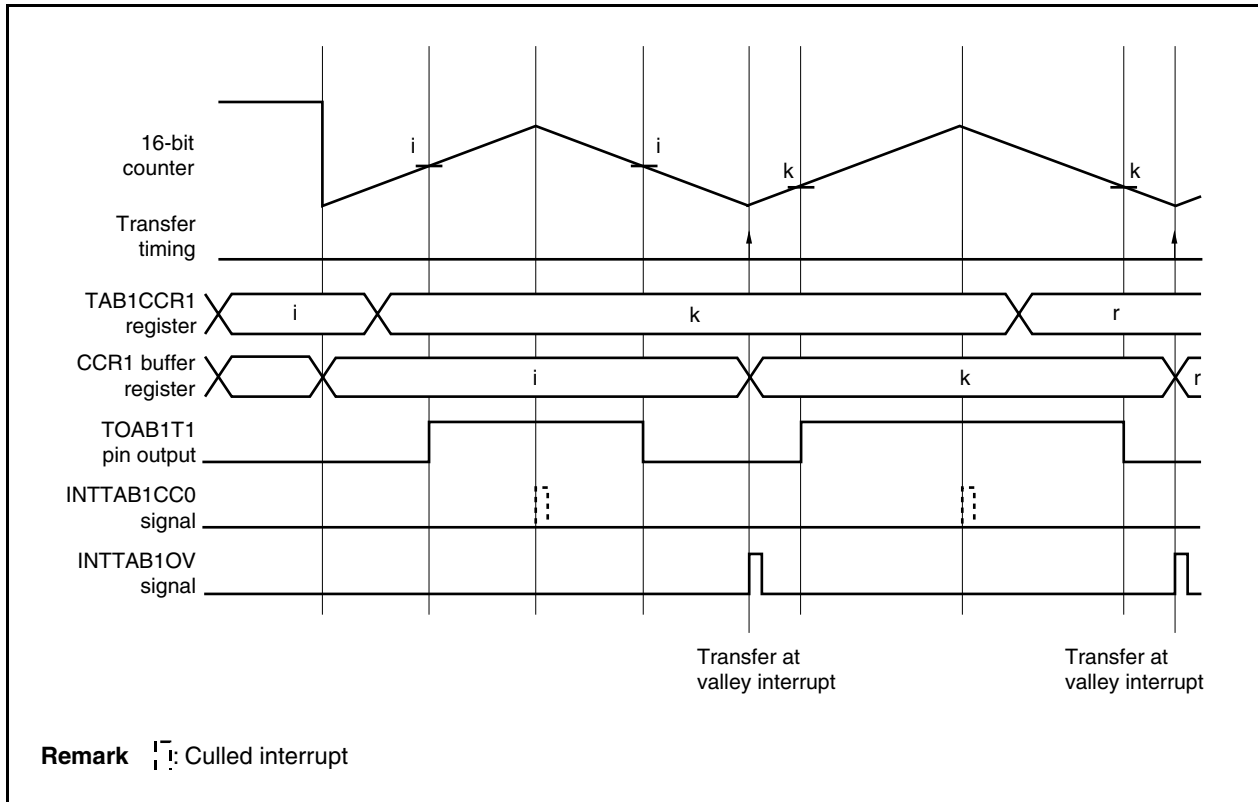 16-bit
counter
i
i
k
k
Transfer
timing
TAB1CCR1
register
i
k
r
CCR1 buffer
register
i
k
r
TOAB1T1
pin output
INTTAB1CC0
signal
INTTAB1OV
signal
Transfer at
valley interrupt
Transfer at
valley interrupt
Remark : Culled interrupt